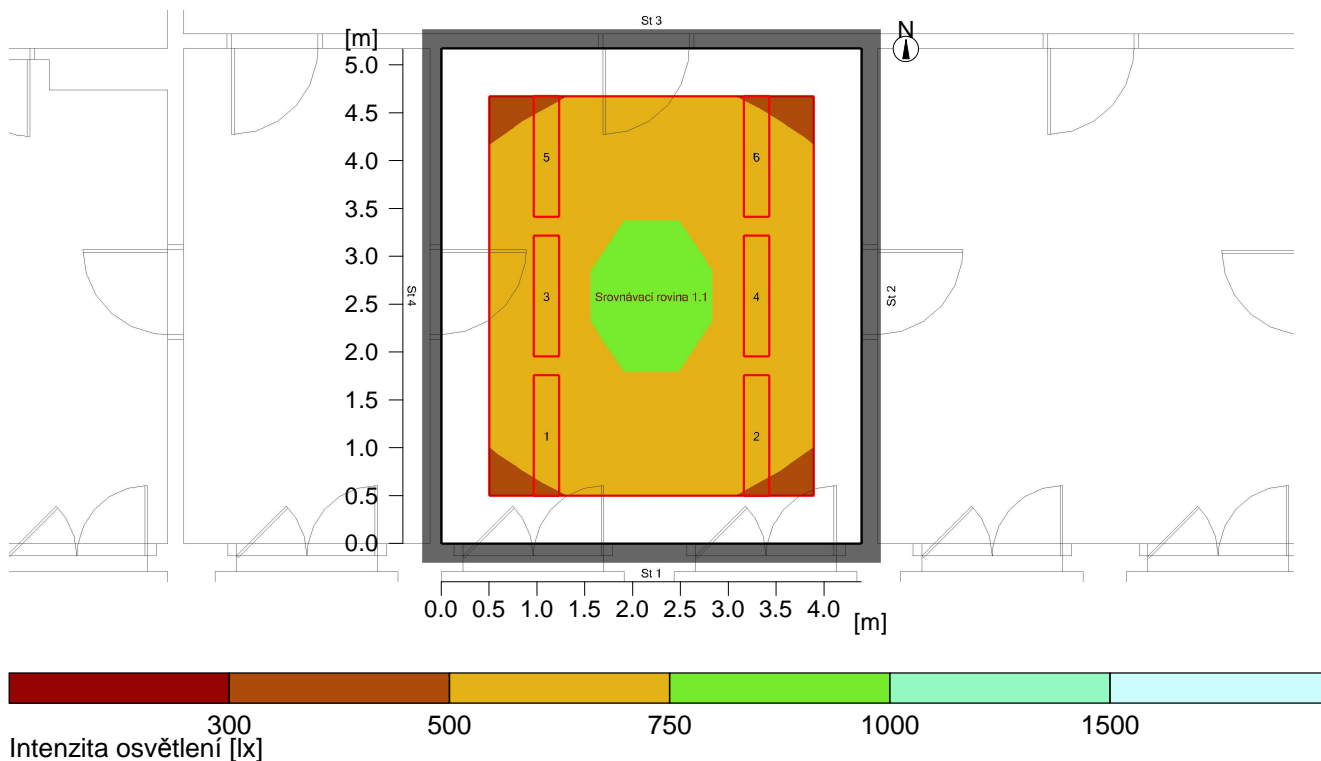 St 3
[m]
N
5.0
4.5
4.0
3.5
3.0
2.5
2.0
1.5
1.0
0.5
0.0
5
6
3
Srovnávací rovina 1.1
4
1
2
St 4
St 2
St 1
0.0 0.5 1.0 1.5 2.0 2.5 3.0 3.5 4.0
[m]
300 500 750 1000 1500
Intenzita osvětlení [lx]